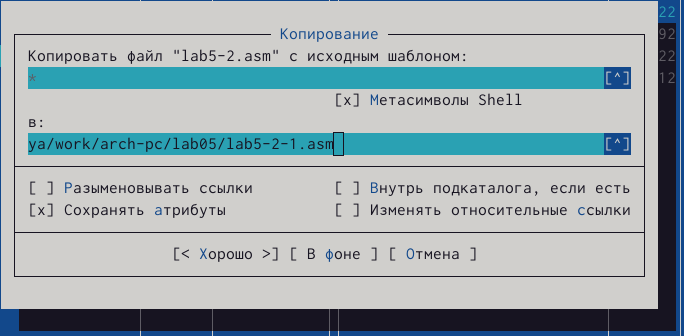 Копирование
Копировать файл "lab5-2.asm" с исходным шаблоном:
*
[^]
[x] Метасимволы Shell
в:
ya/work/arch-pc/lab05/lab5-2-1.asm
[^]
[ ] Разыменовывать ссылки
[ ] Внутрь подкаталога, если есть
[x] Сохранять атрибуты
[ ] Изменять относительные ссылки
[< Хорошо >] [ В фоне ] [ Отмена ]
22
92
22
12